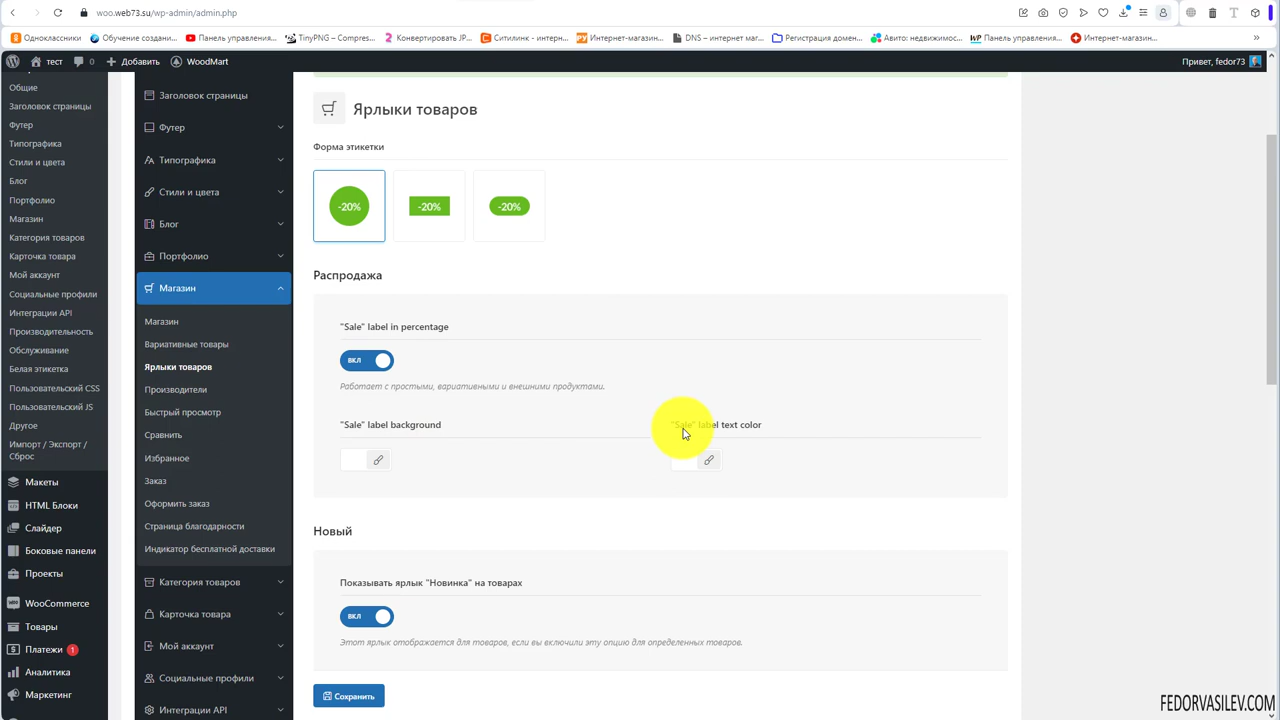 woo.web73.su/wp-admin/admin.php
Одноклассники
Обучение создани...
Панель управления...
TinyPNG – Compres...
Конвертировать JP...
Ситилинк - интерн...
Интернет-магазин...
DNS – интернет маг...
Регистрация домен...
Авито: недвижимос...
Панель управления...
Интернет-магазин...
тест
0
Добавить
WoodMart
Привет, fedor73
Общие
Заголовок страницы
Футер
Типографика
Стили и цвета
Блог
Портфолио
Магазин
Категория товаров
Карточка товара
Мой аккаунт
Социальные профили
Интеграции API
Производительность
Обслуживание
Белая этикетка
Пользовательский CSS
Пользовательский JS
Другое
Импорт / Экспорт /
Сброс
Макеты
HTML Блоки
Слайдер
Боковые панели
Проекты
WooCommerce
Товары
Платежи 1
Аналитика
Маркетинг
Заголовок страницы
Футер
Типографика
Стили и цвета
Блог
Портфолио
Магазин
Магазин
Вариативные товары
Ярлыки товаров
Производители
Быстрый просмотр
Сравнить
Избранное
Заказ
Оформить заказ
Страница благодарности
Индикатор бесплатной доставки
Категория товаров
Карточка товара
Мой аккаунт
Социальные профили
Интеграции API
Ярлыки товаров
Форма этикетки
-20%
-20%
-20%
Распродажа
"Sale" label in percentage
ВКЛ
Работает с простыми, вариативными и внешними продуктами.
"Sale" label background
"Sale" label text color
Новый
Показывать ярлык "Новинка" на товарах
ВКЛ
Этот ярлык отображается для товаров, если вы включили эту опцию для определенных товаров.
Сохранить
FEDORVASILEV.COM